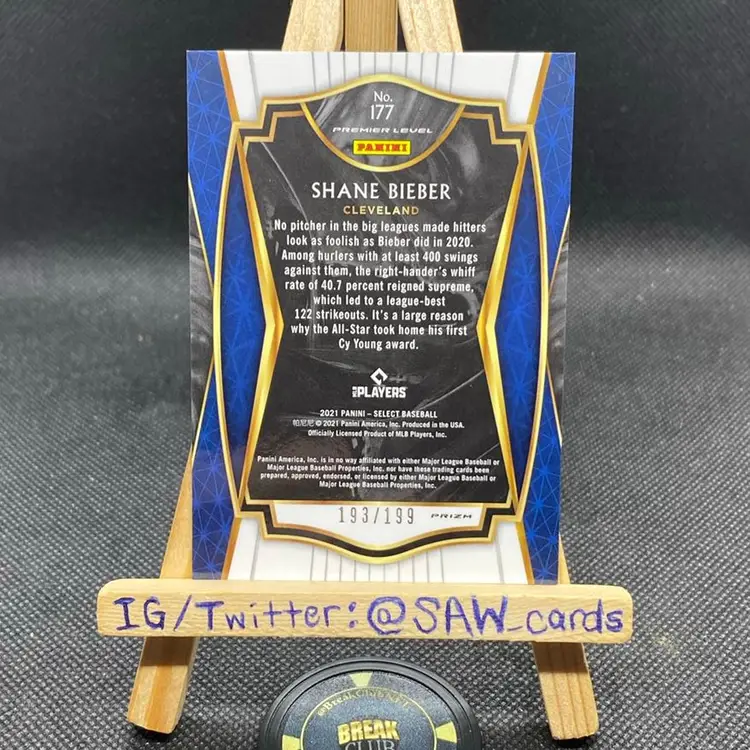 No.
177
PREMIER LEVEL
PANINI
SHANE BIEBER
CLEVELAND
No pitcher in the big leagues made hitters
look as foolish as Bieber did in 2020.
Among hurlers with at least 400 swings
against them, the right-hander's whiff
rate of 40.7 percent reigned supreme,
which led to a league-best
122 strikeouts. It's a large reason
why the All-Star took home his first
Cy Young award.
PLAYERS
2021 PANINI – SELECT BASEBALL
帕尼尼 © 2021 Panini America, Inc. Produced in the USA.
Officially Licensed Product of MLB Players, Inc.
Panini America, Inc. is in no way affiliated with either Major League Baseball or
Major League Baseball Properties, Inc. nor have these trading cards been
prepared, approved, endorsed, or licensed by either Major League Baseball or
Major League Baseball Properties, Inc.
193/199
PRIZM
IG/Twitter:@SAW_cards
BREAK
CLUB